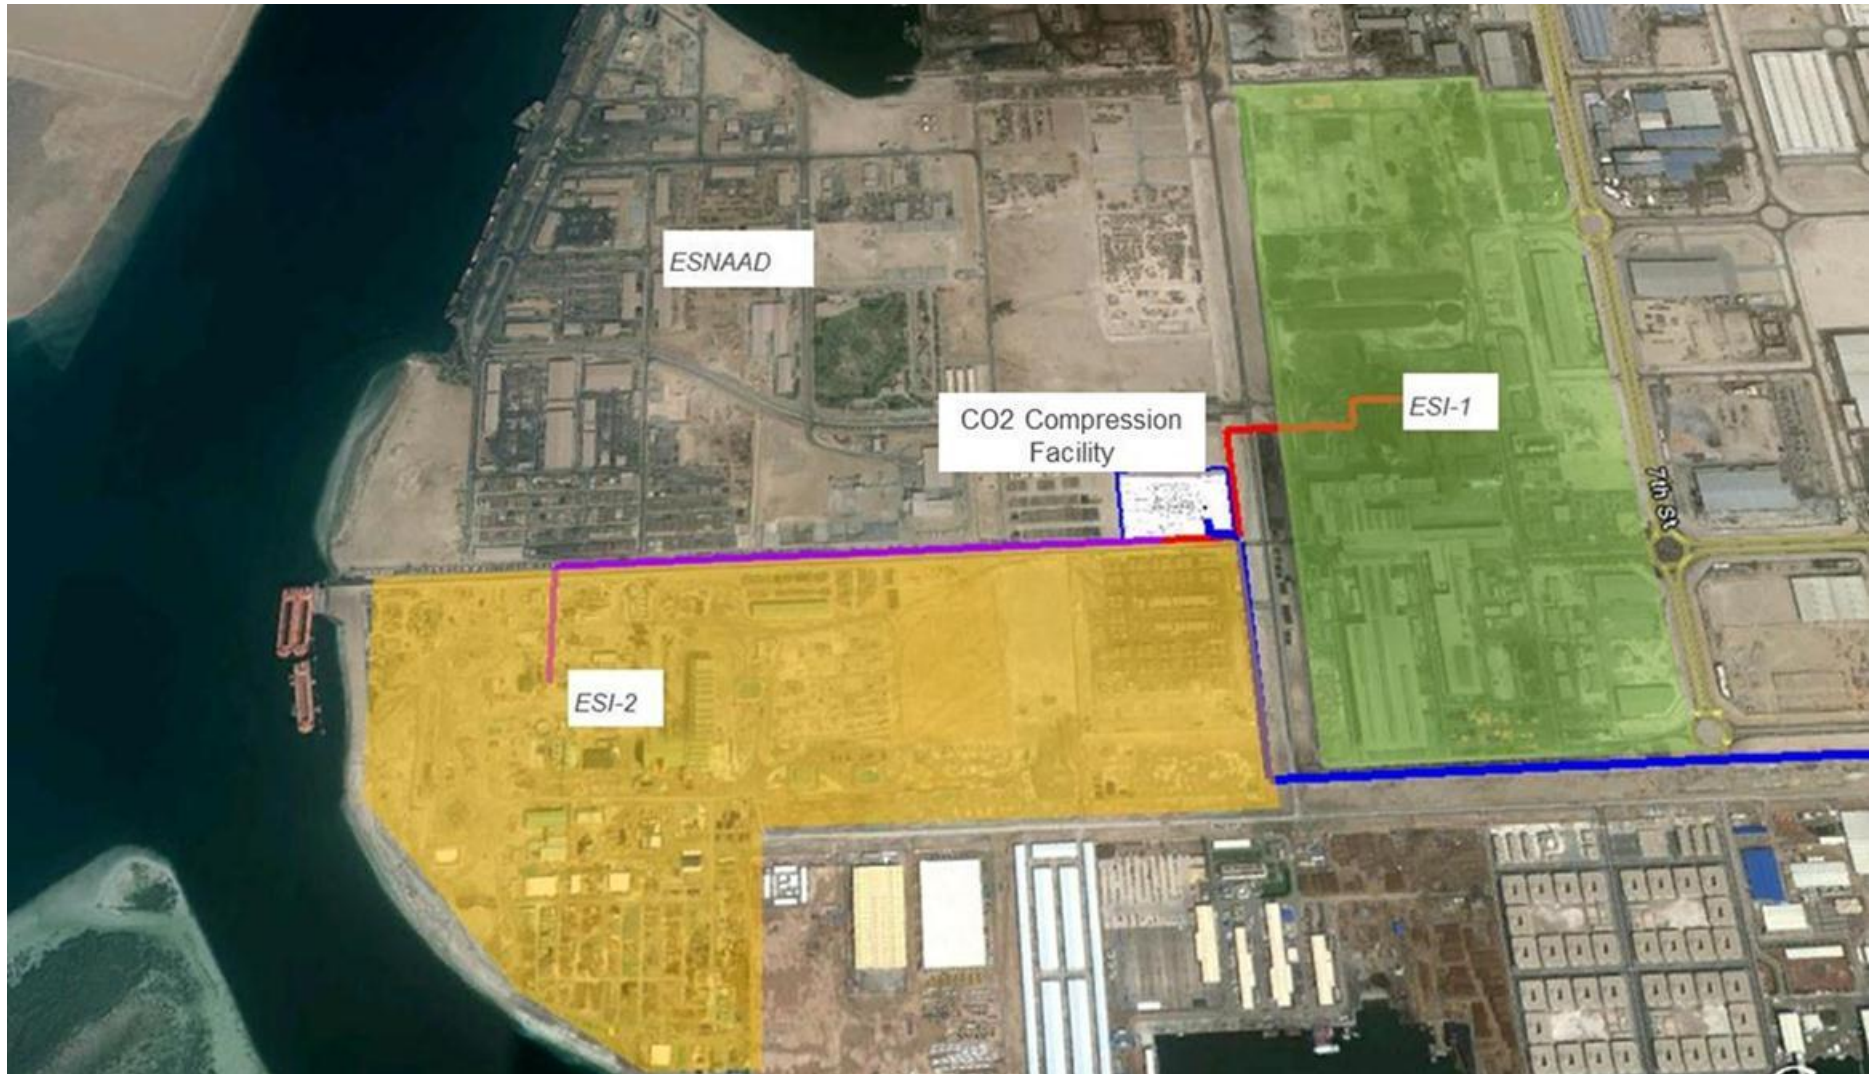 ESNAAD
CO2 Compression
Facility
ESI-1
7th St
ESI-2